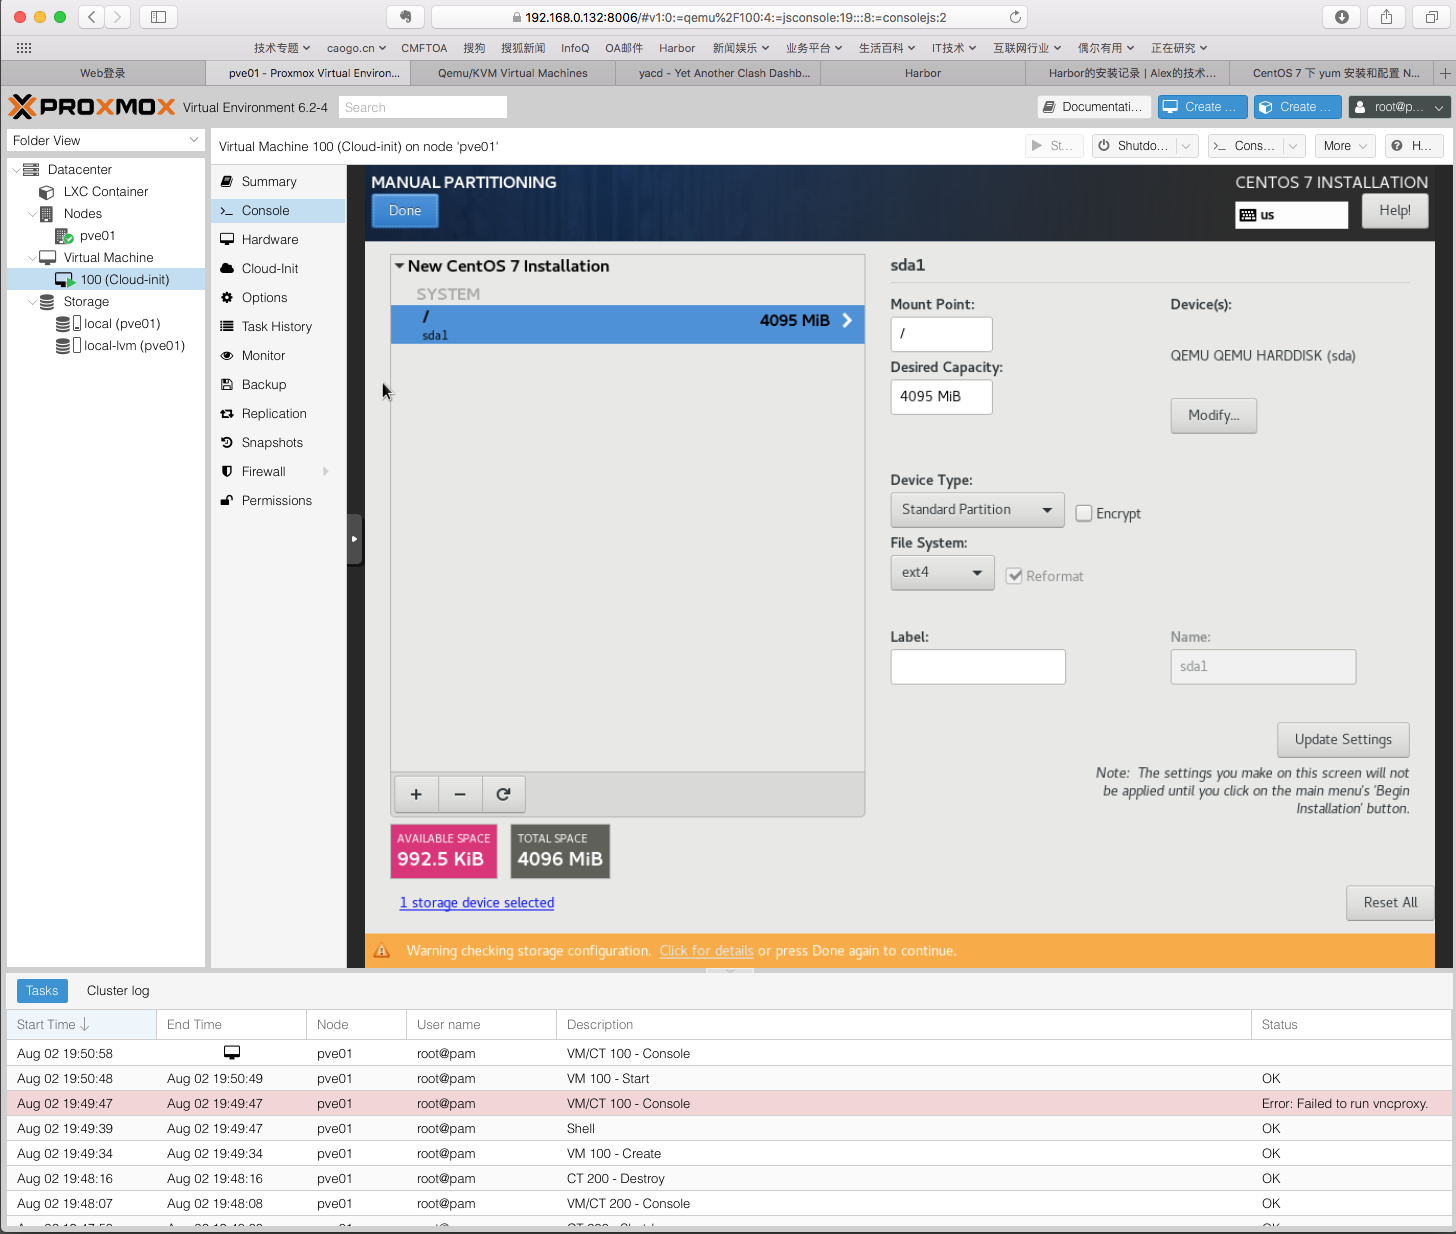 192.168.0.132:8006/#v1:0:=qemu%2F100:4:=jsconsole:19:::8:=consolejs:2
技术专题 caogo.cn CMFTOA 搜狗 搜狐新闻 InfoQ OA邮件 Harbor 新闻娱乐 业务平台 生活百科 IT技术 互联网行业 偶尔有用 正在研究
Web登录 pve01 - Proxmox Virtual Environ... Qemu/KVM Virtual Machines yacd - Yet Another Clash Dashb... Harbor Harbor的安装记录 | Alex的技术... CentOS 7 下 yum 安装和配置 N...
PROXMOX Virtual Environment 6.2-4 Search Documentati... Create ... Create ... root@p...
Folder View
Virtual Machine 100 (Cloud-init) on node 'pve01' St... Shutdo... Cons... More H...
Datacenter
LXC Container
Nodes
pve01
Virtual Machine
100 (Cloud-init)
Storage
local (pve01)
local-lvm (pve01)
Summary
Console
Hardware
Cloud-Init
Options
Task History
Monitor
Backup
Replication
Snapshots
Firewall
Permissions
MANUAL PARTITIONING
CENTOS 7 INSTALLATION
Done
us
Help!
New CentOS 7 Installation
SYSTEM
/
4095 MiB
sda1
sda1
Mount Point:
Device(s):
/
QEMU QEMU HARDDISK (sda)
Desired Capacity:
4095 MiB
Modify...
Device Type:
Standard Partition
Encrypt
File System:
ext4
Reformat
Label:
Name:
sda1
Update Settings
Note: The settings you make on this screen will not
be applied until you click on the main menu's 'Begin
Installation' button.
AVAILABLE SPACE
992.5 KiB
TOTAL SPACE
4096 MiB
1 storage device selected
Reset All
Warning checking storage configuration. Click for details or press Done again to continue.
Tasks Cluster log
Start Time End Time Node User name Description Status
Aug 02 19:50:58 pve01 root@pam VM/CT 100 - Console
Aug 02 19:50:48 Aug 02 19:50:49 pve01 root@pam VM 100 - Start OK
Aug 02 19:49:47 Aug 02 19:49:47 pve01 root@pam VM/CT 100 - Console Error: Failed to run vncproxy.
Aug 02 19:49:39 Aug 02 19:49:47 pve01 root@pam Shell OK
Aug 02 19:49:34 Aug 02 19:49:34 pve01 root@pam VM 100 - Create OK
Aug 02 19:48:16 Aug 02 19:48:16 pve01 root@pam CT 200 - Destroy OK
Aug 02 19:48:07 Aug 02 19:48:08 pve01 root@pam VM/CT 200 - Console OK